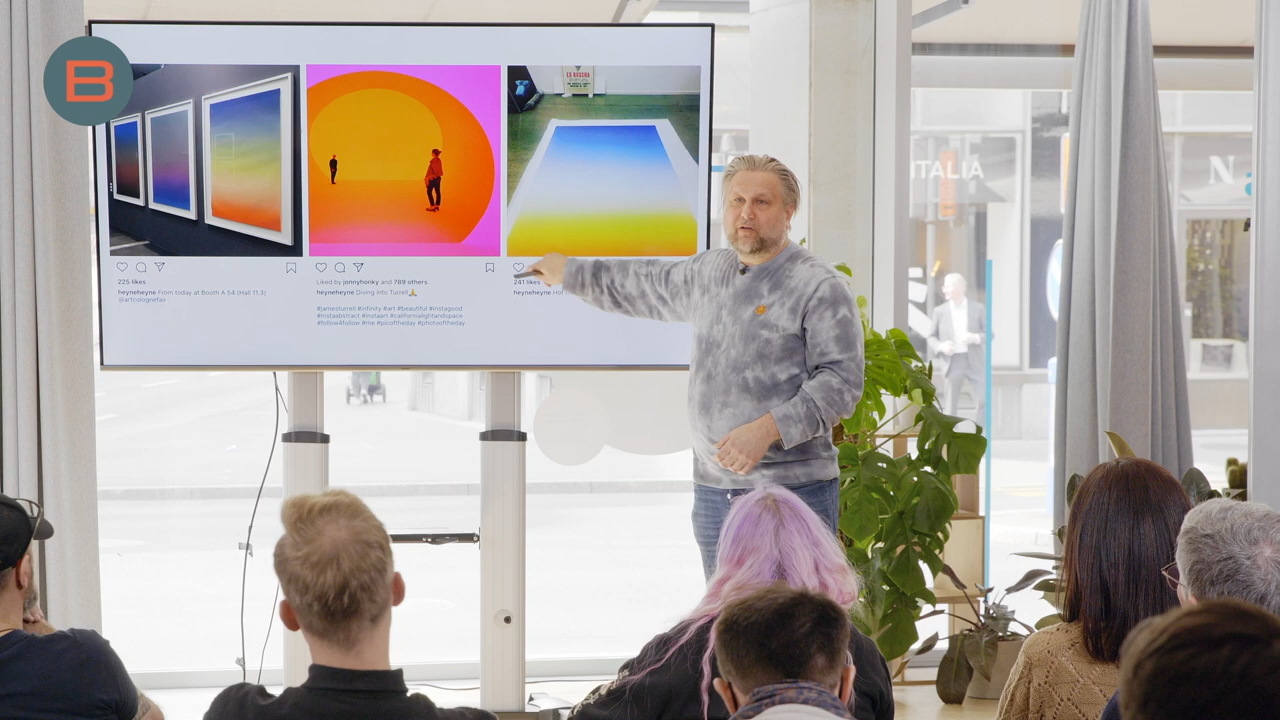 B
ES RUSCHA
225 likes
heyneheyne From today at Booth A 54 (Hall 11.3)
@artcolognefair
Liked by jonnyhonky and 789 others
heyneheyne Diving Into Turrell🙏
#jamesturrell #infinity #art #beautiful #instagood
#instaabstract #instaart #californialightandspace
#follow4follow #me #picoftheday #photooftheday
241 likes
heyneheyne
ITALIA
N